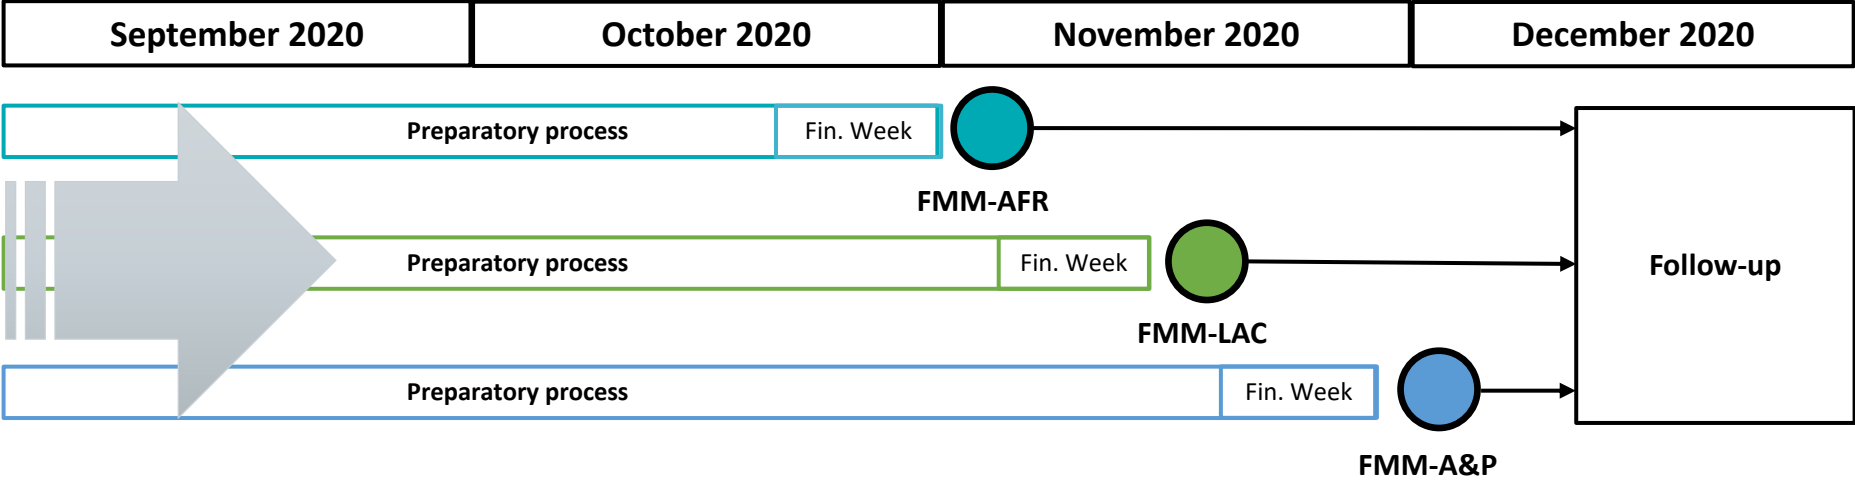 September 2020
October 2020
November 2020
December 2020
Preparatory process
Fin. Week
FMM-AFR
Preparatory process
Fin. Week
Follow-up
FMM-LAC
Preparatory process
Fin. Week
FMM-A&P